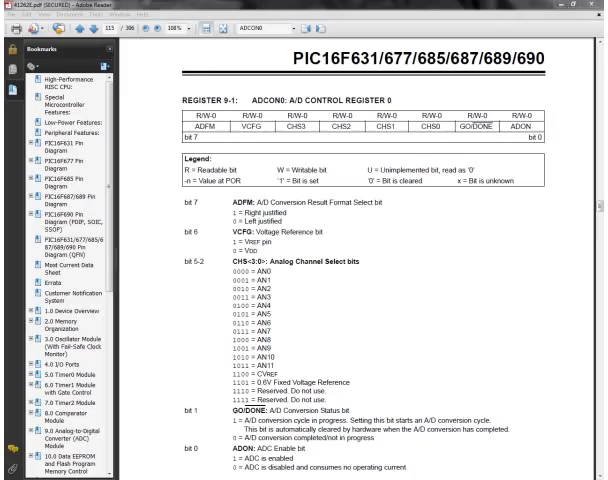 41262E.pdf (SECURED) - Adobe Reader
File Edit View Document Tools Window Help
115 / 306 108% ADCON0
Bookmarks
High-Performance
RISC CPU:
Special
Microcontroller
Features:
Low-Power Features:
Peripheral Features:
PIC16F631 Pin
Diagram
PIC16F677 Pin
Diagram
PIC16F685 Pin
Diagram
PIC16F687/689 Pin
Diagram
PIC16F690 Pin
Diagram (PDIP, SOIC,
SSOP)
PIC16F631/677/685/6
87/689/690 Pin
Diagram (QFN)
Most Current Data
Sheet
Errata
Customer Notification
System
1.0 Device Overview
2.0 Memory
Organization
3.0 Oscillator Module
(With Fail-Safe Clock
Monitor)
4.0 I/O Ports
5.0 Timer0 Module
6.0 Timer1 Module
with Gate Control
7.0 Timer2 Module
8.0 Comparator
Module
9.0 Analog-to-Digital
Converter (ADC)
Module
10.0 Data EEPROM
and Flash Program
Memory Control
PIC16F631/677/685/687/689/690
REGISTER 9-1: ADCON0: A/D CONTROL REGISTER 0
R/W-0 R/W-0 R/W-0 R/W-0 R/W-0 R/W-0 R/W-0 R/W-0
ADFM VCFG CHS3 CHS2 CHS1 CHS0 GO/DONE ADON
bit 7 bit 0
Legend:
R = Readable bit W = Writable bit U = Unimplemented bit, read as '0'
-n = Value at POR '1' = Bit is set '0' = Bit is cleared x = Bit is unknown
bit 7 ADFM: A/D Conversion Result Format Select bit
1 = Right justified
0 = Left justified
bit 6 VCFG: Voltage Reference bit
1 = VREF pin
0 = VDD
bit 5-2 CHS<3:0>: Analog Channel Select bits
0000 = AN0
0001 = AN1
0010 = AN2
0011 = AN3
0100 = AN4
0101 = AN5
0110 = AN6
0111 = AN7
1000 = AN8
1001 = AN9
1010 = AN10
1011 = AN11
1100 = CVREF
1101 = 0.6V Fixed Voltage Reference
1110 = Reserved. Do not use.
1111 = Reserved. Do not use.
bit 1 GO/DONE: A/D Conversion Status bit
1 = A/D conversion cycle in progress. Setting this bit starts an A/D conversion cycle.
This bit is automatically cleared by hardware when the A/D conversion has completed.
0 = A/D conversion completed/not in progress
bit 0 ADON: ADC Enable bit
1 = ADC is enabled
0 = ADC is disabled and consumes no operating current